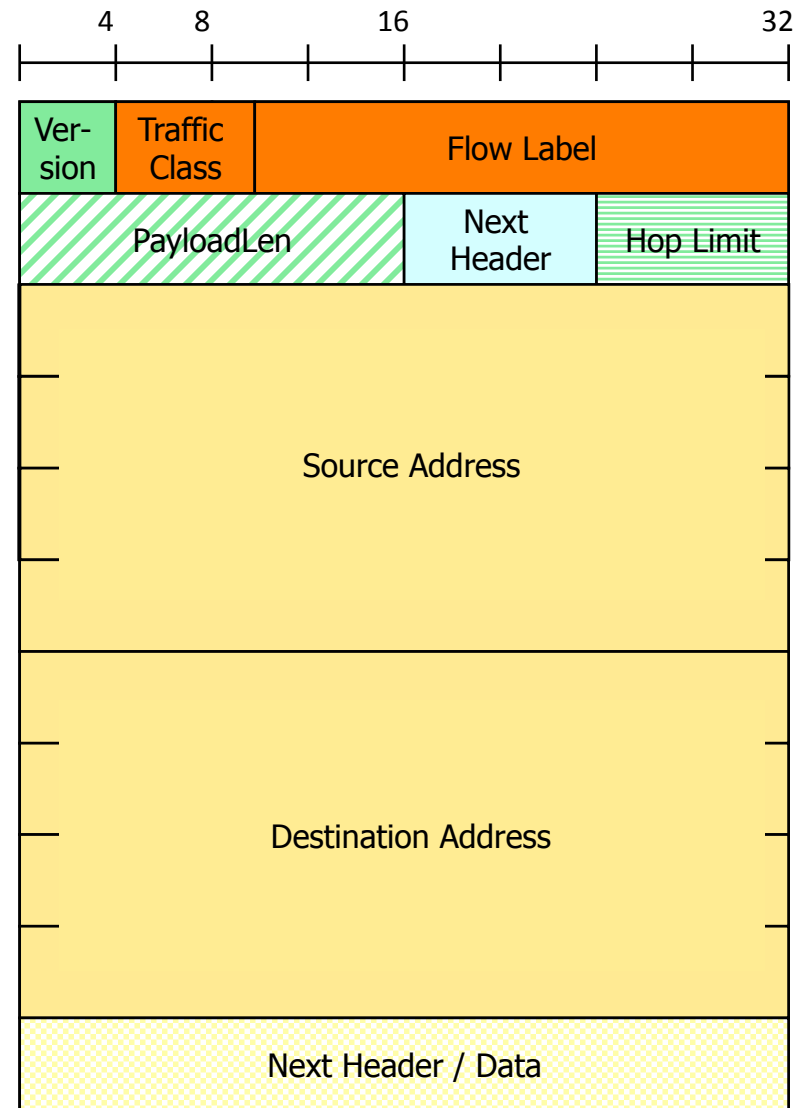 4 8 16 32
Ver-
sion
Traffic
Class
Flow Label
PayloadLen
Next
Header
Hop Limit
Source Address
Destination Address
Next Header / Data